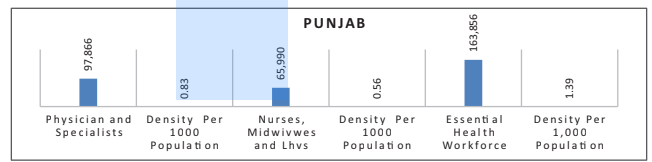 PUNJAB
97,866
0.83
65,990
0.56
163,856
1.39
Physician and
Specialists
Density Per
1000
Population
Nurses,
Midwivwes
and Lhvs
Density Per
1000
Population
Essential
Health
Workforce
Density Per
1,000
Population